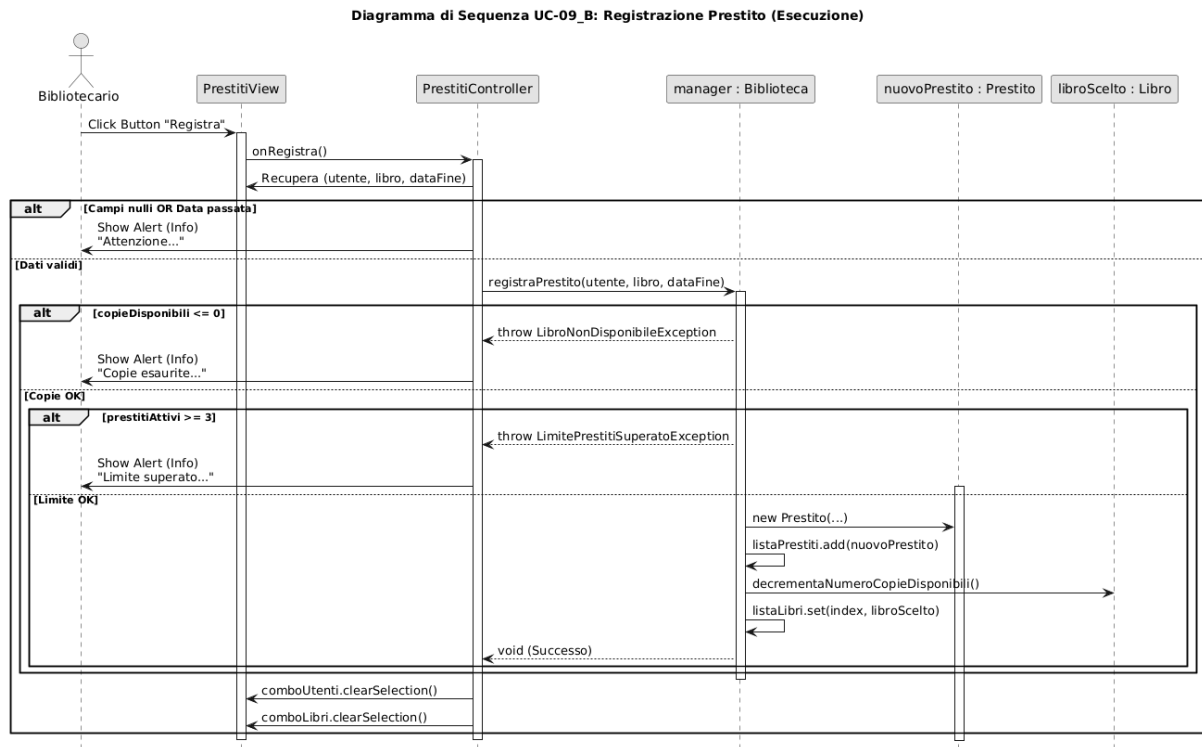 Diagramma di Sequenza UC-09_B: Registrazione Prestito (Esecuzione)
Bibliotecario
PrestitiView
PrestitiController
manager : Biblioteca
nuovoPrestito : Prestito
libroScelto : Libro
Click Button "Registra"
onRegistra()
Recupera (utente, libro, dataFine)
alt
[Campi nulli OR Data passata]
Show Alert (Info)
"Attenzione..."
[Dati validi]
registraPrestito(utente, libro, dataFine)
alt
[copieDisponibili <= 0]
throw LibroNonDisponibileException
Show Alert (Info)
"Copie esaurite..."
[Copie OK]
alt
[prestitiAttivi >= 3]
throw LimitePrestitiSuperatoException
Show Alert (Info)
"Limite superato..."
[Limite OK]
new Prestito(...)
listaPrestiti.add(nuovoPrestito)
decrementaNumeroCopieDisponibili()
listaLibri.set(index, libroScelto)
void (Successo)
comboUtenti.clearSelection()
comboLibri.clearSelection()